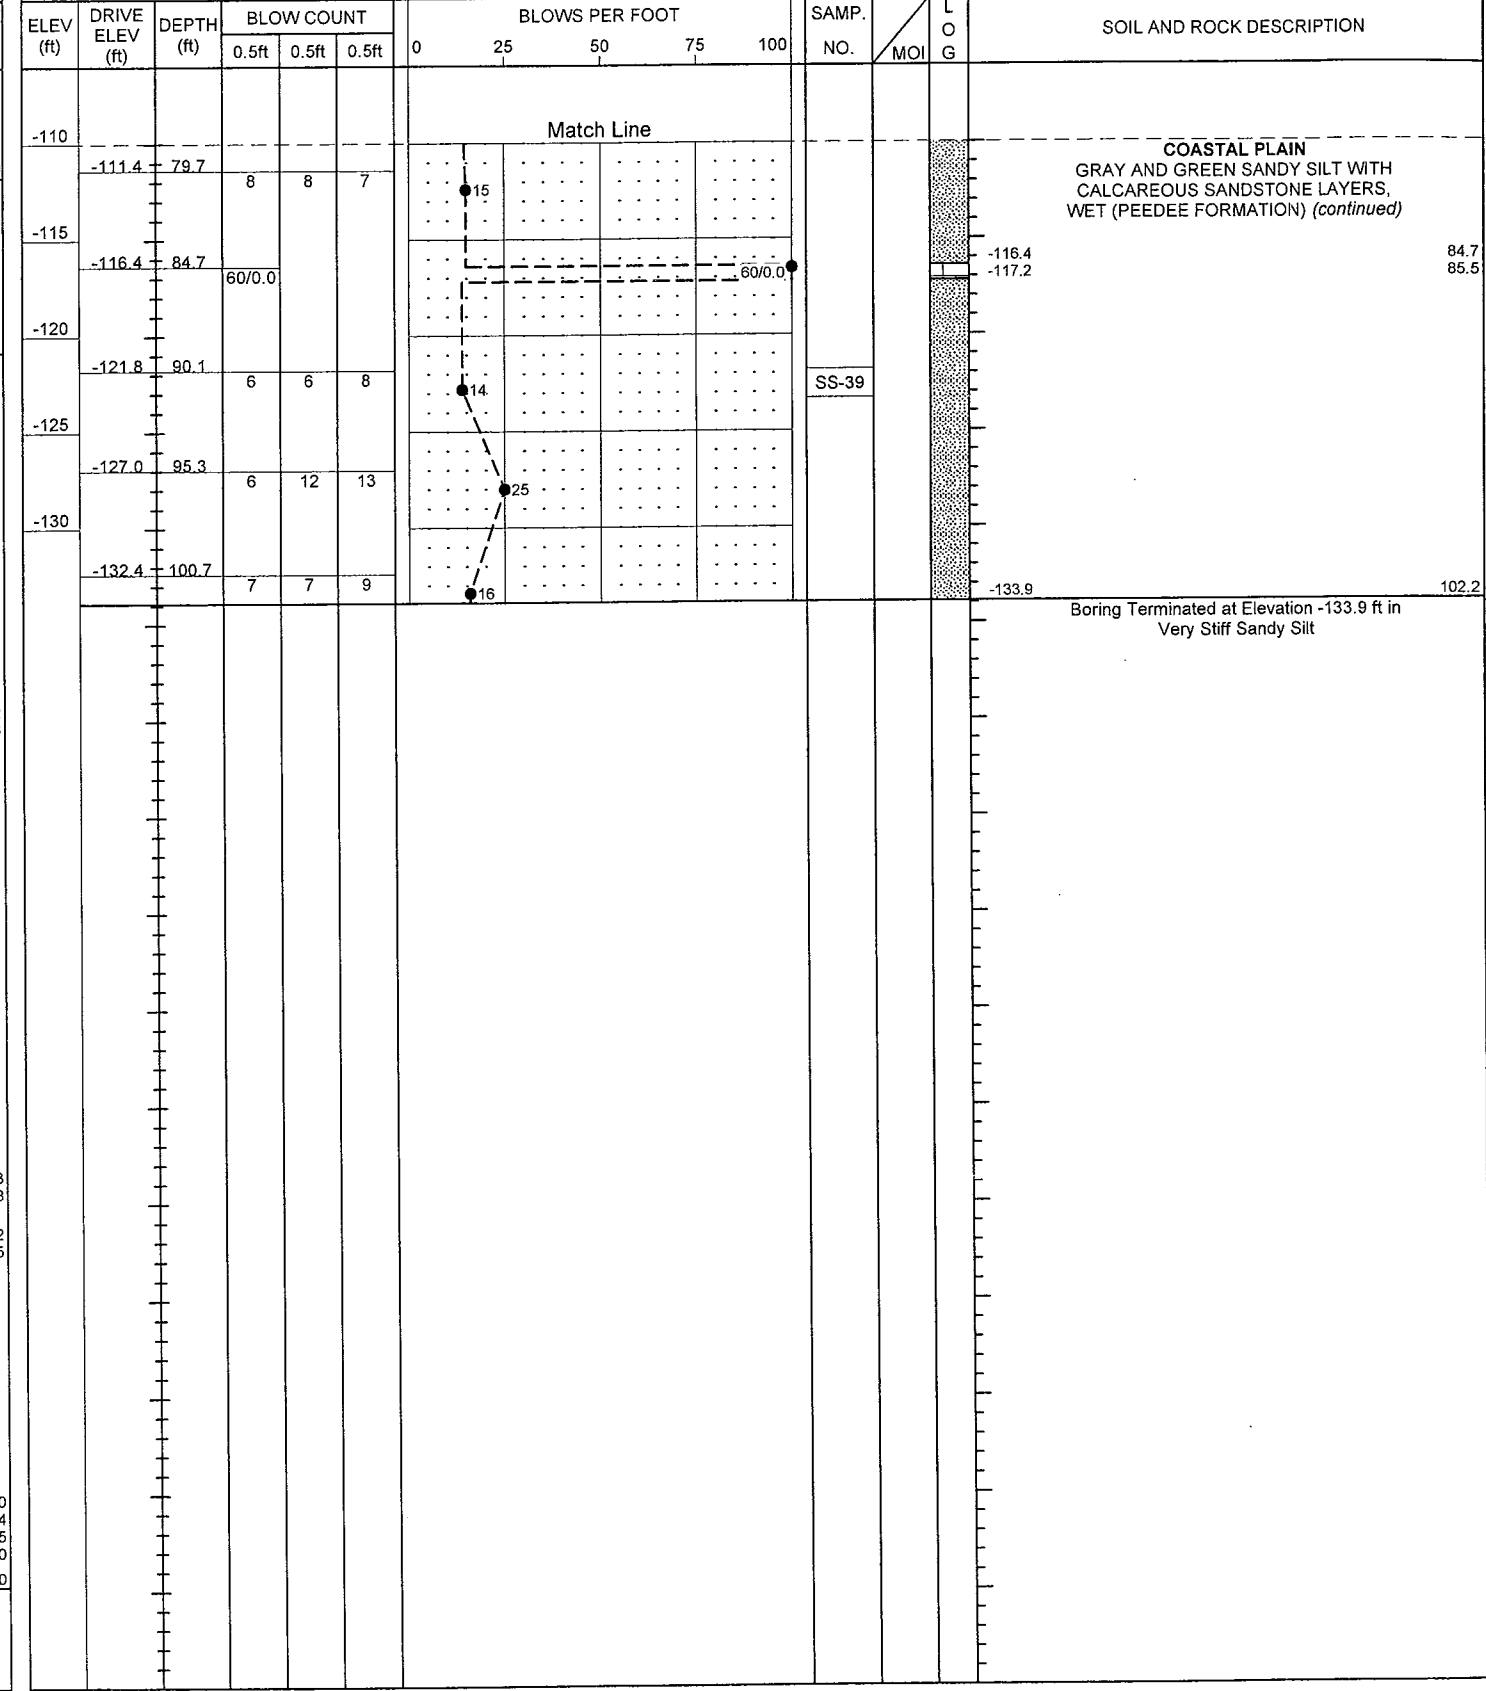 ELEV (ft) DRIVE ELEV (ft) DEPTH (ft) BLOW COUNT BLOWS PER FOOT SAMP. NO. MOI L O G SOIL AND ROCK DESCRIPTION
0.5ft 0.5ft 0.5ft 0 25 50 75 100
Match Line
-110
COASTAL PLAIN
-111.4 79.7
GRAY AND GREEN SANDY SILT WITH
8 8 7 15
CALCAREOUS SANDSTONE LAYERS,
WET (PEEDEE FORMATION) (continued)
-115
-116.4 84.7
-116.4 84.7
60/0.0 60/0.0
-117.2 85.5
-120
-121.8 90.1
6 6 8 14 SS-39
-125
-127.0 95.3
6 12 13 25
-130
-132.4 100.7
7 7 9 16
-133.9 102.2
Boring Terminated at Elevation -133.9 ft in
Very Stiff Sandy Silt